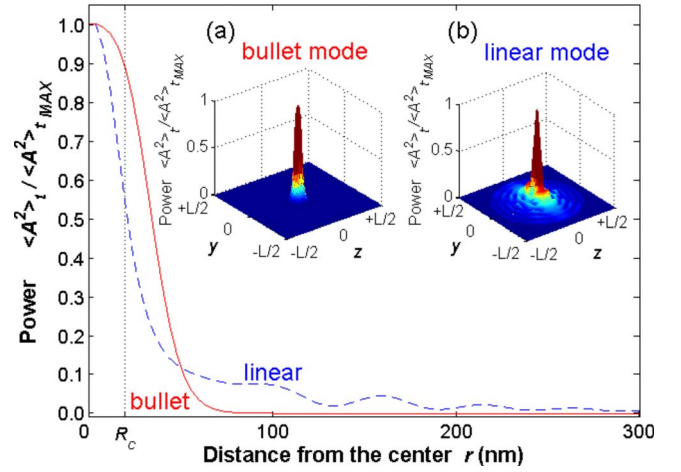 (a)
bullet mode
(b)
linear mode
Power <A²>t / <A²>t MAX
1
0.5
0
+L/2
0
-L/2
y
-L/2
0
+L/2
z
Power <A²>t / <A²>t MAX
1
0.5
0
+L/2
0
-L/2
y
-L/2
0
+L/2
z
Power <A²>t / <A²>t MAX
1.0
0.9
0.8
0.7
0.6
0.5
0.4
0.3
0.2
0.1
0.0
linear
bullet
0
Rc
100
200
300
Distance from the center r (nm)